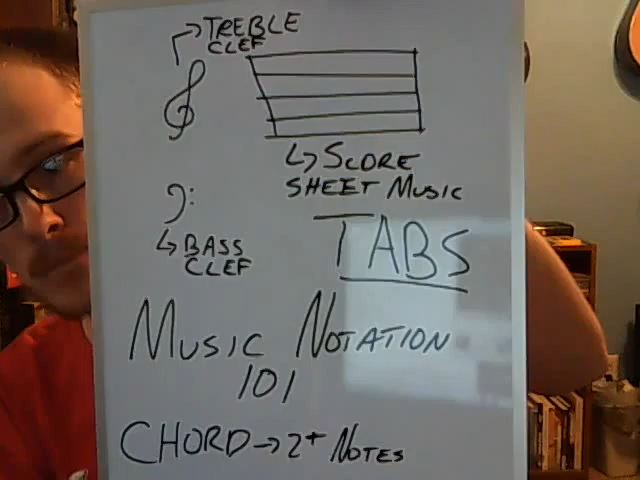 ↳TREBLE
CLEF
↳SCORE
SHEET MUSIC
↳BASS
CLEF
TABS
MUSIC NOTATION
101
CHORD→2+ NOTES